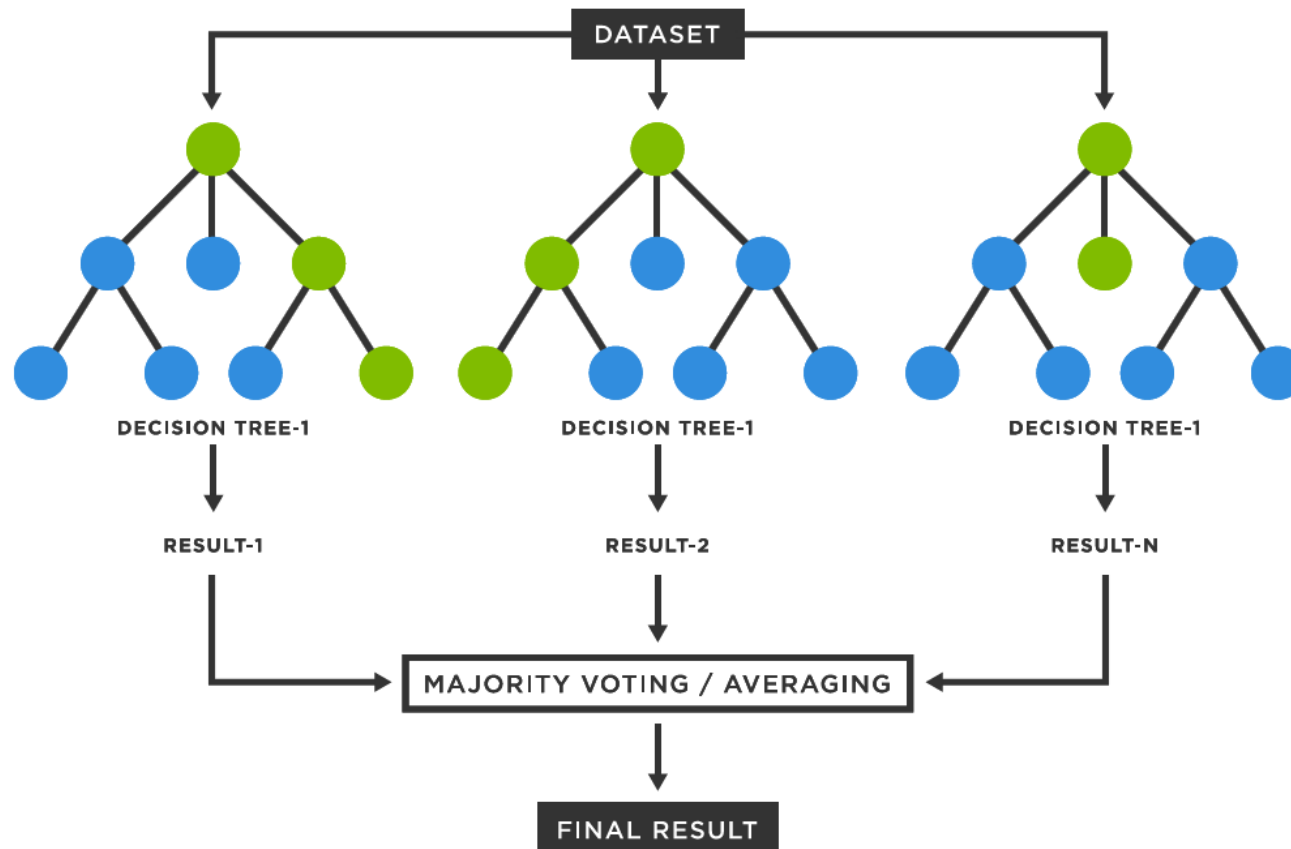 DATASET
DECISION TREE-1
DECISION TREE-1
DECISION TREE-1
RESULT-1
RESULT-2
RESULT-N
MAJORITY VOTING / AVERAGING
FINAL RESULT